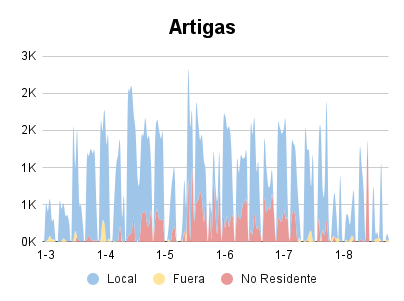 Artigas
3K
2K
2K
1K
1K
0K
1-3 1-4 1-5 1-6 1-7 1-8
Local Fuera No Residente